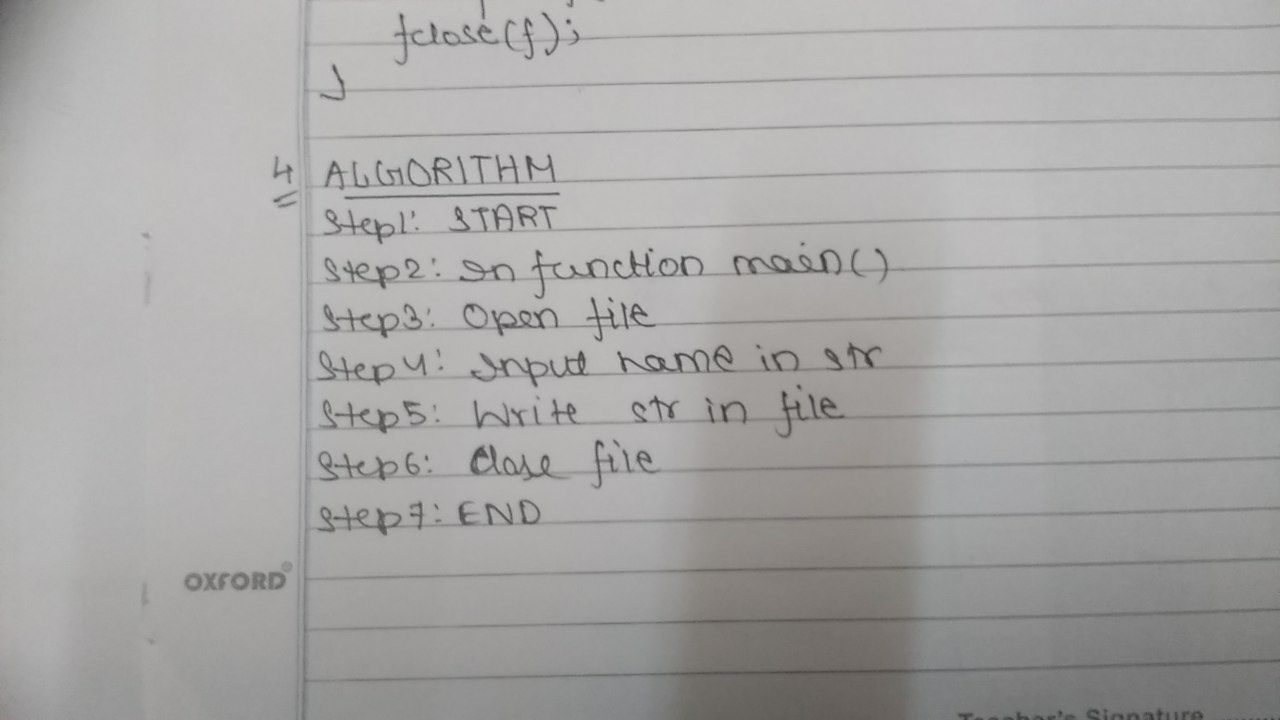 fclose(f);
}
4 ALGORITHM
Step1: START
Step2: In function main()
Step3: Open file
Step4: Input name in str
Step5: Write str in file
Step6: Close file
Step7: END
OXFORD®
Teacher's Signature